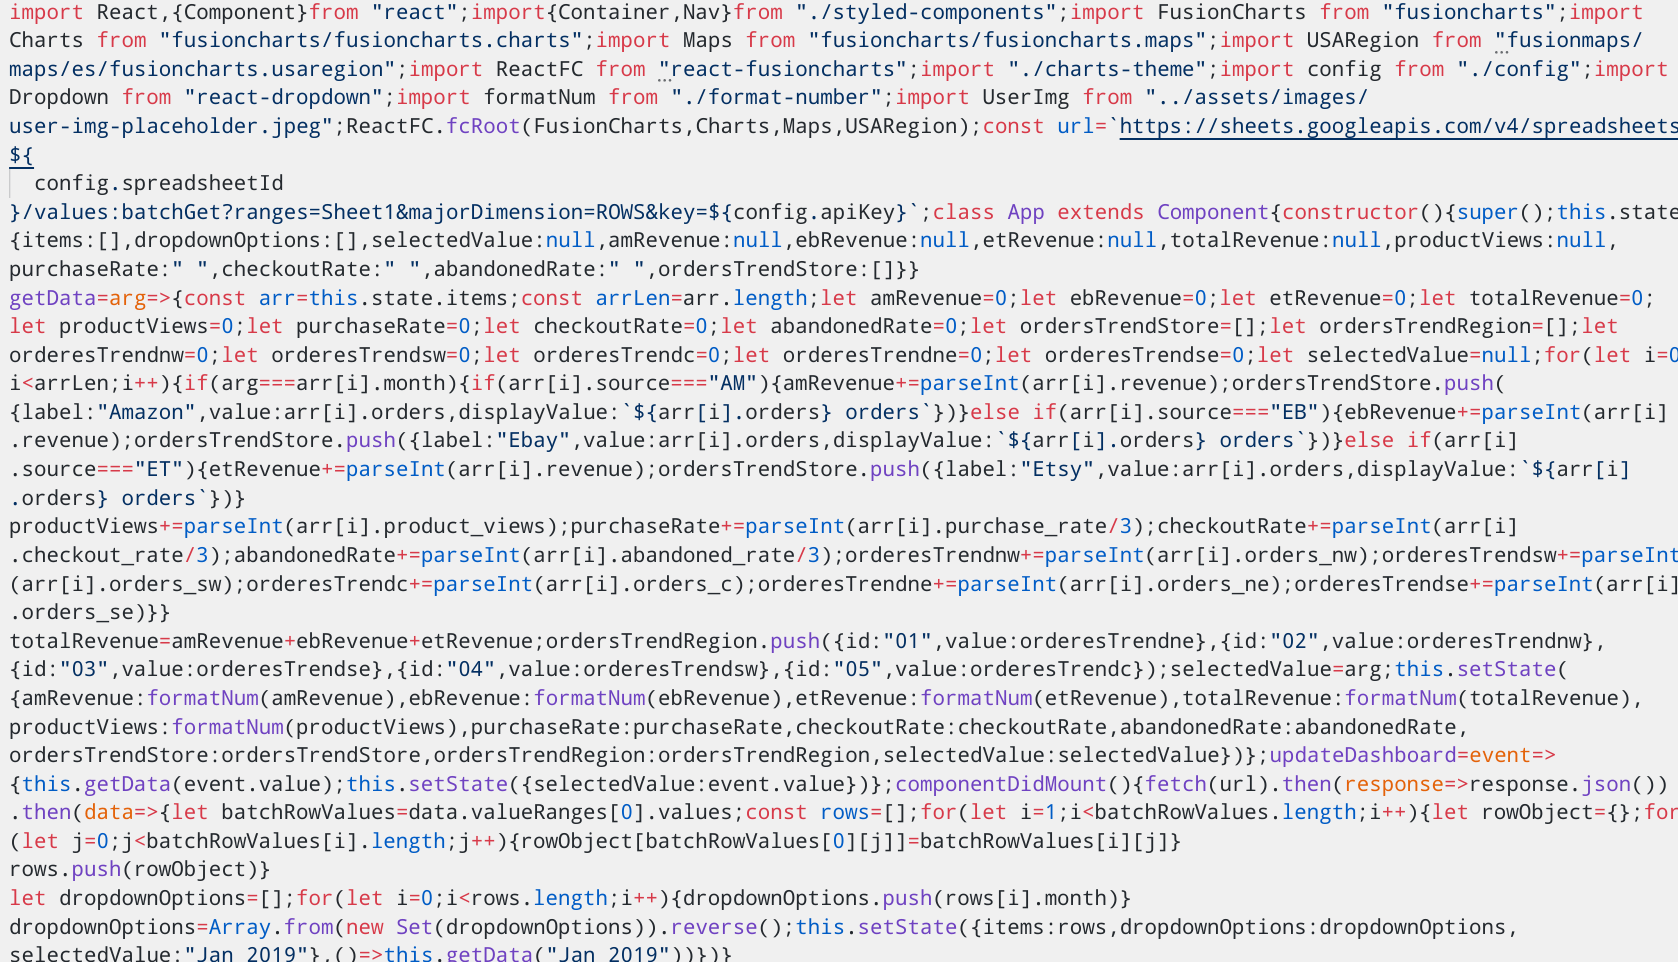 import React,{Component}from "react";import{Container,Nav}from "./styled-components";import FusionCharts from "fusioncharts";import
Charts from "fusioncharts/fusioncharts.charts";import Maps from "fusioncharts/fusioncharts.maps";import USARegion from "fusionmaps/
maps/es/fusioncharts.usaregion";import ReactFC from "react-fusioncharts";import "./charts-theme";import config from "./config";import
Dropdown from "react-dropdown";import formatNum from "./format-number";import UserImg from "../assets/images/
user-img-placeholder.jpeg";ReactFC.fcRoot(FusionCharts,Charts,Maps,USARegion);const url=`https://sheets.googleapis.com/v4/spreadsheets
${
config.spreadsheetId
}/values:batchGet?ranges=Sheet1&majorDimension=ROWS&key=${config.apiKey}`;class App extends Component{constructor(){super();this.state
{items:[],dropdownOptions:[],selectedValue:null,amRevenue:null,ebRevenue:null,etRevenue:null,totalRevenue:null,productViews:null,
purchaseRate:" ",checkoutRate:" ",abandonedRate:" ",ordersTrendStore:[]}}
getData=arg=>{const arr=this.state.items;const arrLen=arr.length;let amRevenue=0;let ebRevenue=0;let etRevenue=0;let totalRevenue=0;
let productViews=0;let purchaseRate=0;let checkoutRate=0;let abandonedRate=0;let ordersTrendStore=[];let ordersTrendRegion=[];let
orderesTrendnw=0;let orderesTrendsw=0;let orderesTrendc=0;let orderesTrendne=0;let orderesTrendse=0;let selectedValue=null;for(let i=0
i<arrLen;i++){if(arg===arr[i].month){if(arr[i].source==="AM"){amRevenue+=parseInt(arr[i].revenue);ordersTrendStore.push(
{label:"Amazon",value:arr[i].orders,displayValue:`${arr[i].orders} orders`})}else if(arr[i].source==="EB"){ebRevenue+=parseInt(arr[i]
.revenue);ordersTrendStore.push({label:"Ebay",value:arr[i].orders,displayValue:`${arr[i].orders} orders`})}else if(arr[i]
.source==="ET"){etRevenue+=parseInt(arr[i].revenue);ordersTrendStore.push({label:"Etsy",value:arr[i].orders,displayValue:`${arr[i]
.orders} orders`})}
productViews+=parseInt(arr[i].product_views);purchaseRate+=parseInt(arr[i].purchase_rate/3);checkoutRate+=parseInt(arr[i]
.checkout_rate/3);abandonedRate+=parseInt(arr[i].abandoned_rate/3);orderesTrendnw+=parseInt(arr[i].orders_nw);orderesTrendsw+=parseInt
(arr[i].orders_sw);orderesTrendc+=parseInt(arr[i].orders_c);orderesTrendne+=parseInt(arr[i].orders_ne);orderesTrendse+=parseInt(arr[i]
.orders_se)}}
totalRevenue=amRevenue+ebRevenue+etRevenue;ordersTrendRegion.push({id:"01",value:orderesTrendne},{id:"02",value:orderesTrendnw},
{id:"03",value:orderesTrendse},{id:"04",value:orderesTrendsw},{id:"05",value:orderesTrendc});selectedValue=arg;this.setState(
{amRevenue:formatNum(amRevenue),ebRevenue:formatNum(ebRevenue),etRevenue:formatNum(etRevenue),totalRevenue:formatNum(totalRevenue),
productViews:formatNum(productViews),purchaseRate:purchaseRate,checkoutRate:checkoutRate,abandonedRate:abandonedRate,
ordersTrendStore:ordersTrendStore,ordersTrendRegion:ordersTrendRegion,selectedValue:selectedValue})};updateDashboard=event=>
{this.getData(event.value);this.setState({selectedValue:event.value})};componentDidMount(){fetch(url).then(response=>response.json())
.then(data=>{let batchRowValues=data.valueRanges[0].values;const rows=[];for(let i=1;i<batchRowValues.length;i++){let rowObject={};for
(let j=0;j<batchRowValues[i].length;j++){rowObject[batchRowValues[0][j]]=batchRowValues[i][j]}
rows.push(rowObject)}
let dropdownOptions=[];for(let i=0;i<rows.length;i++){dropdownOptions.push(rows[i].month)}
dropdownOptions=Array.from(new Set(dropdownOptions)).reverse();this.setState({items:rows,dropdownOptions:dropdownOptions,
selectedValue:"Jan 2019"},()=>this.getData("Jan 2019"))})}